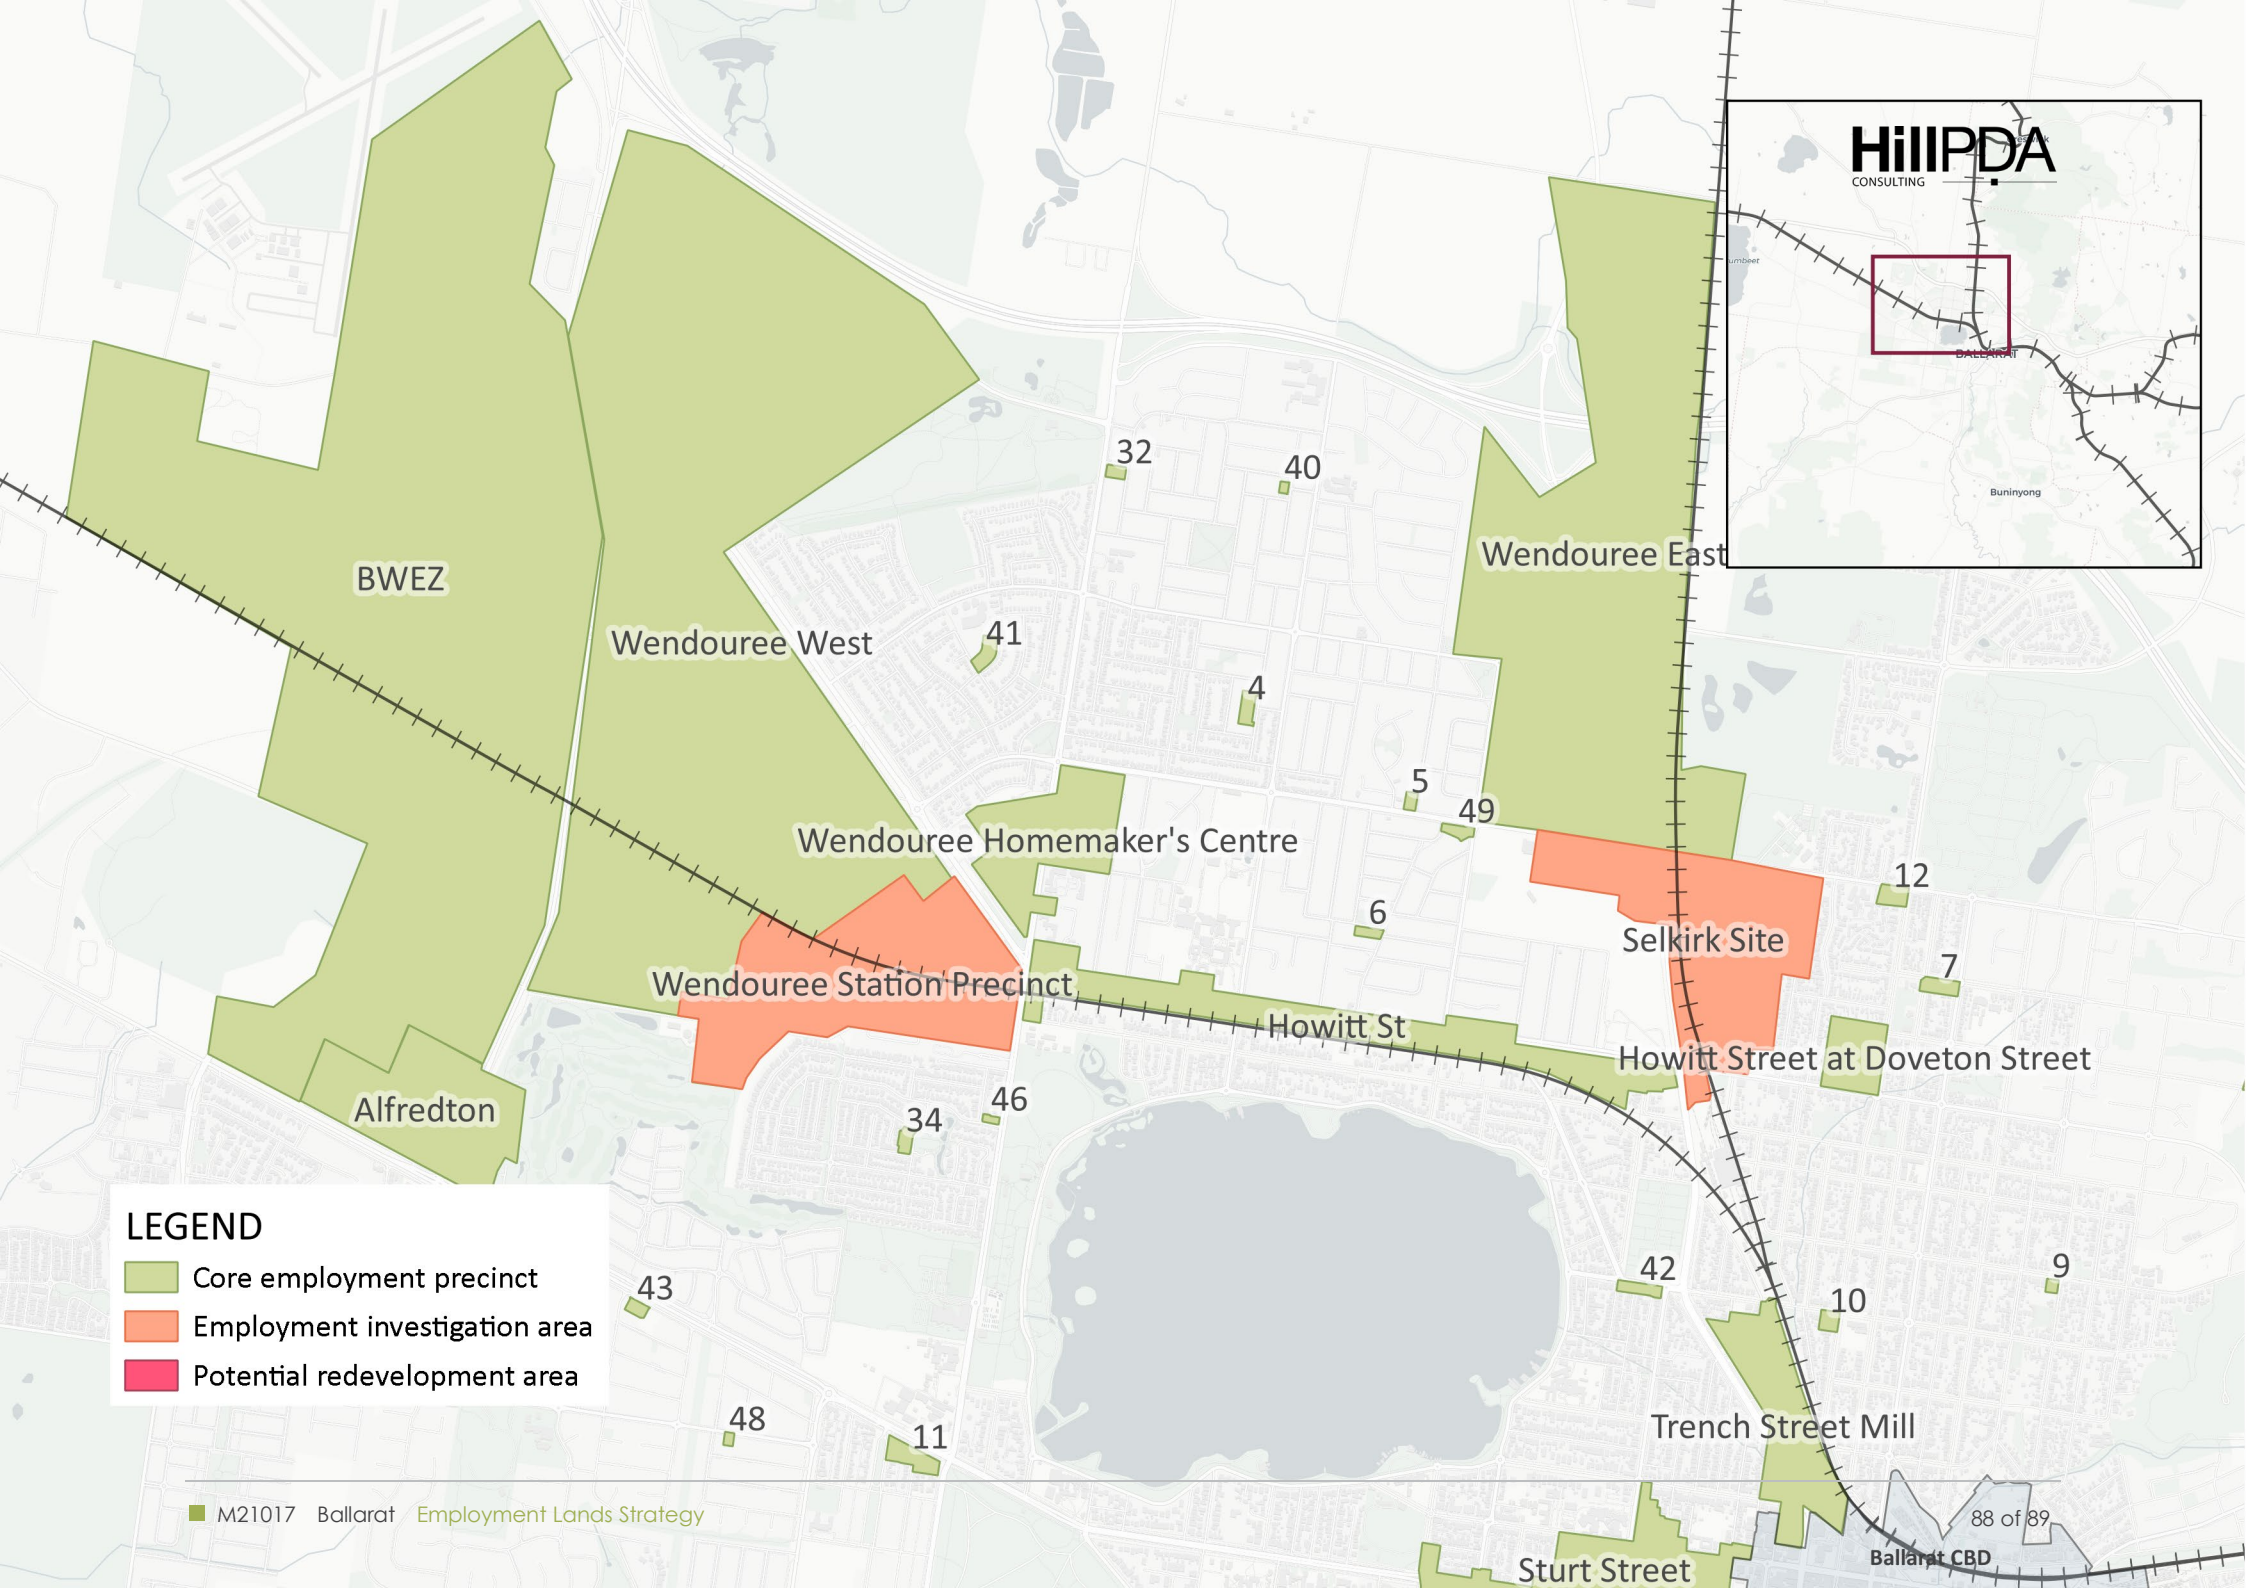 HillPDA
CONSULTING
BALLARAT
Buninyong
32
40
Wendouree East
BWEZ
41
Wendouree West
4
5
49
Wendouree Homemaker's Centre
12
6
Selkirk Site
7
Wendouree Station Precinct
Howitt St
Howitt Street at Doveton Street
46
Alfredton
34
LEGEND
Core employment precinct
Employment investigation area
Potential redevelopment area
43
42
9
10
48
11
Trench Street Mill
M21017 Ballarat Employment Lands Strategy
88 of 89
Ballarat CBD
Sturt Street